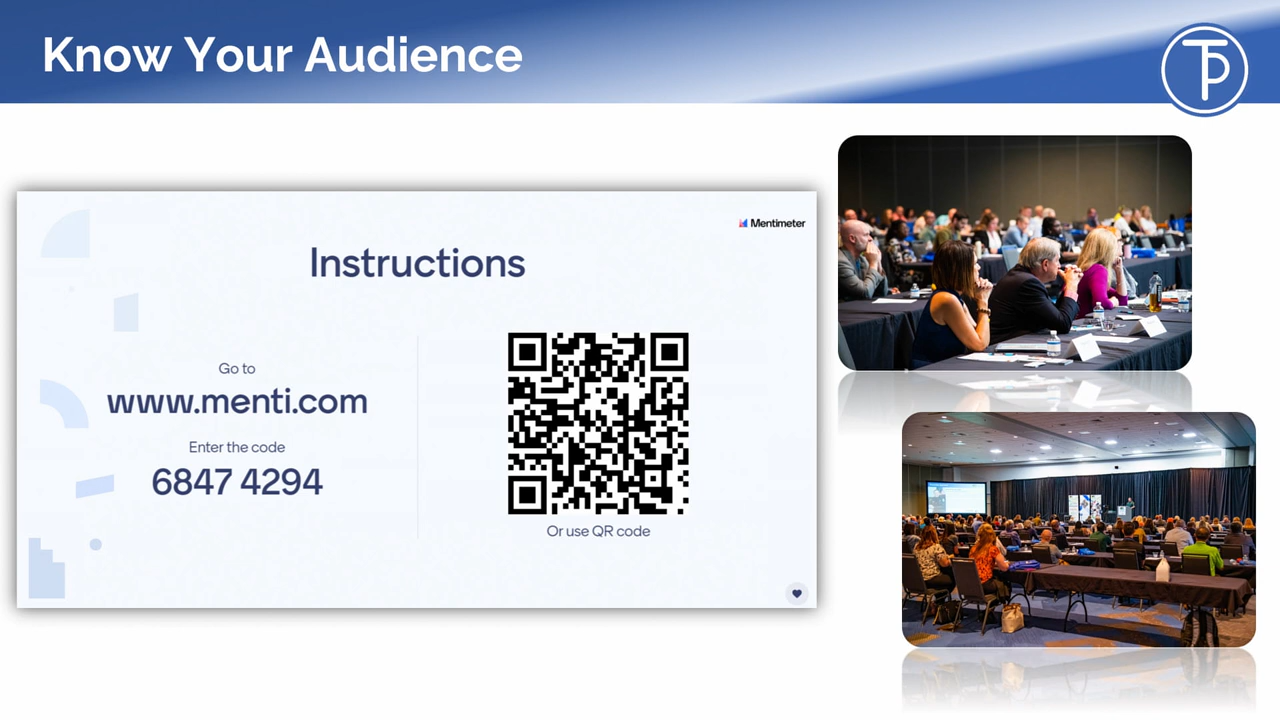 Know Your Audience
TP
Mentimeter
Instructions
Go to
www.menti.com
Enter the code
6847 4294
Or use QR code